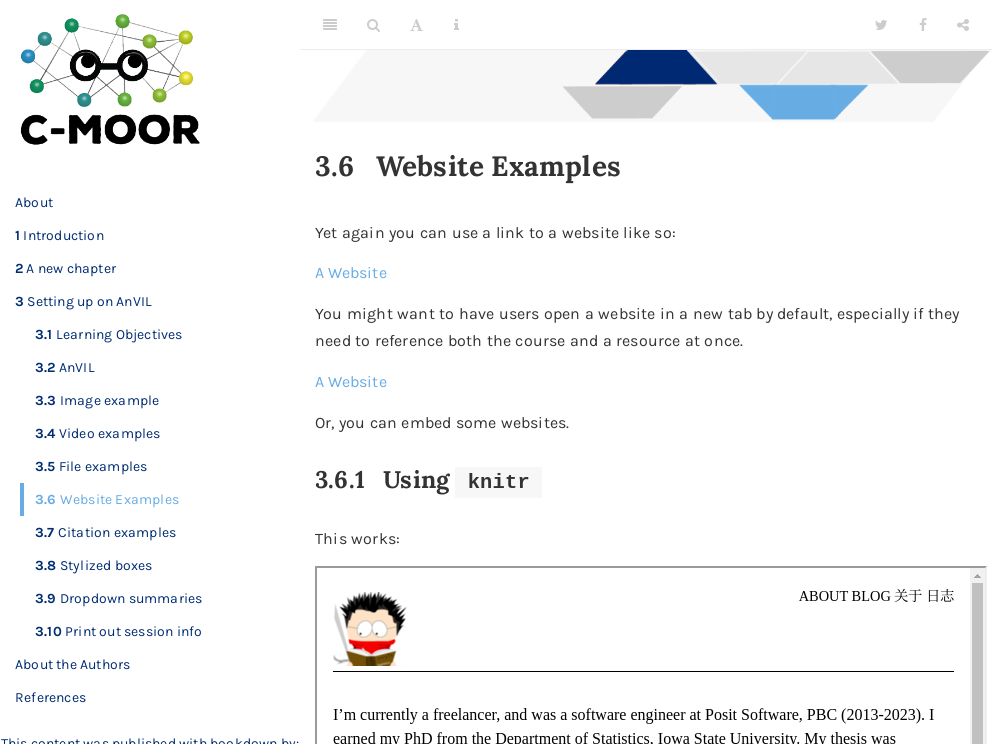 C-MOOR
About
1 Introduction
2 A new chapter
3 Setting up on AnVIL
3.1 Learning Objectives
3.2 AnVIL
3.3 Image example
3.4 Video examples
3.5 File examples
3.6 Website Examples
3.7 Citation examples
3.8 Stylized boxes
3.9 Dropdown summaries
3.10 Print out session info
About the Authors
References
This content was published with bookdown by:
3.6 Website Examples
Yet again you can use a link to a website like so:
A Website
You might want to have users open a website in a new tab by default, especially if they
need to reference both the course and a resource at once.
A Website
Or, you can embed some websites.
3.6.1 Using knitr
This works:
ABOUT BLOG 关于 日志
I’m currently a freelancer, and was a software engineer at Posit Software, PBC (2013-2023). I
earned my PhD from the Department of Statistics, Iowa State University. My thesis was